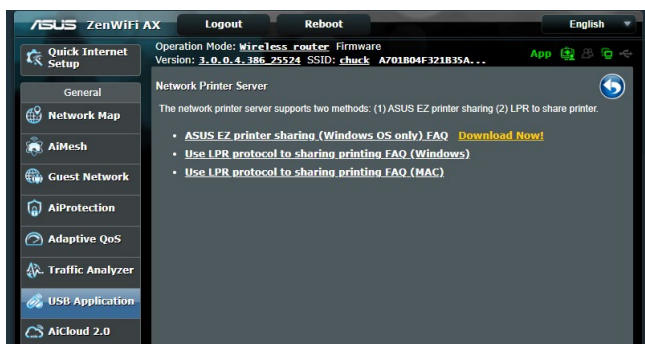 ASUS ZenWiFi AX Logout Reboot English
Quick Internet Setup
Operation Mode: Wireless router Firmware
Version: 3.0.0.4.386_25524 SSID: chuck A701B04F321B35A... App
General
Network Map
AiMesh
Guest Network
AiProtection
Adaptive QoS
Traffic Analyzer
USB Application
AiCloud 2.0
Network Printer Server
The network printer server supports two methods: (1) ASUS EZ printer sharing (2) LPR to share printer.
• ASUS EZ printer sharing (Windows OS only) FAQ Download Now!
• Use LPR protocol to sharing printing FAQ (Windows)
• Use LPR protocol to sharing printing FAQ (MAC)